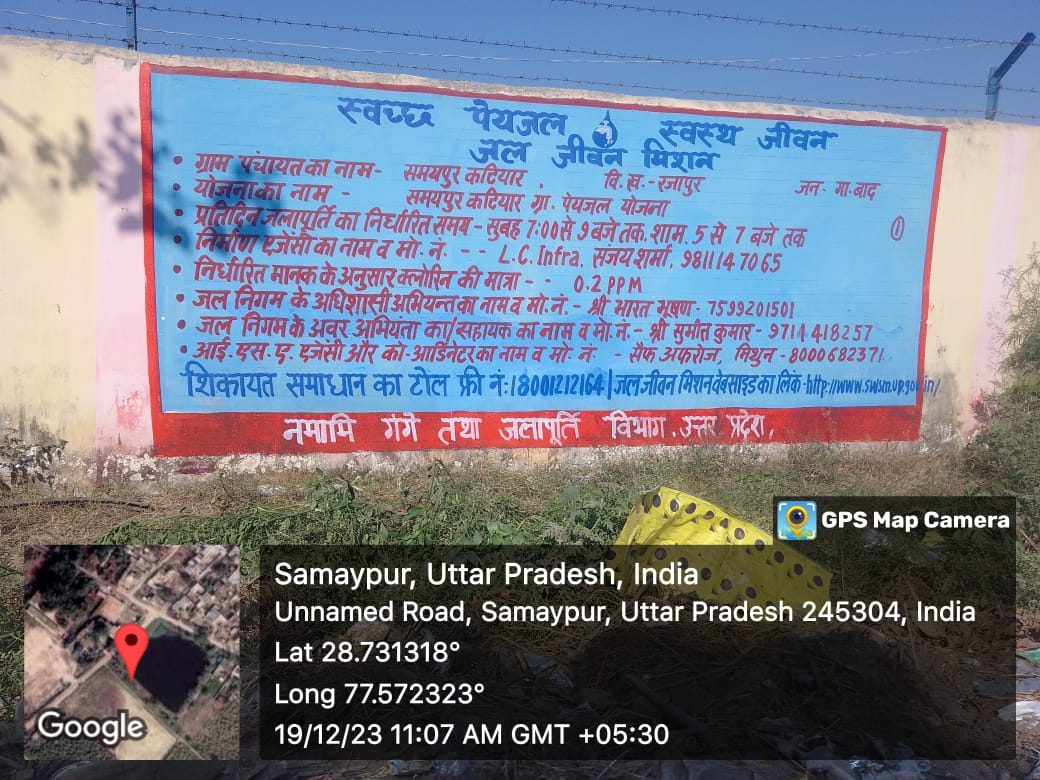 स्वच्छ पेयजल स्वस्थ जीवन
जल जीवन मिशन
• ग्राम पंचायत का नाम- समयपुर कटियार, वि.ख.-रजापुर जन- गा.बाद
• योजना का नाम - समयपुर कटियार ग्रा. पेयजल योजना
• प्रतिदिन जलापूर्ति का निर्धारित समय - सुबह 7:00 से 9 बजे तक, शाम, 5 से 7 बजे तक
• निर्माण एजेंसी का नाम व मो. नं. - - L.C. Infra, संजय शर्मा, 9811147065
• निर्धारित मानक के अनुसार क्लोरिन की मात्रा - - 0.2 PPM
• जल निगम के अधिशासी अभियन्त का नाम व मो. नं. - श्री भारत भूषण - 7599201501
• जल निगम के अवर अभियंता का/सहायक का नाम व मो. नं. - श्री सुमीत कुमार - 9711418257
• आई.एस.ए. एजेंसी और को-आर्डिनेटर का नाम व मो. नं. - सैफ अफरोज, मिथुन - 8000682371
शिकायत समाधान का टोल फ्री नं: 18001212164 | जल जीवन मिशन वेबसाइड का लिंक - http://www.swsm.up.gov.in/
नमामि गंगे तथा जलापूर्ति विभाग, उत्तर प्रदेश,
①
GPS Map Camera
Samaypur, Uttar Pradesh, India
Unnamed Road, Samaypur, Uttar Pradesh 245304, India
Lat 28.731318°
Long 77.572323°
19/12/23 11:07 AM GMT +05:30
Google